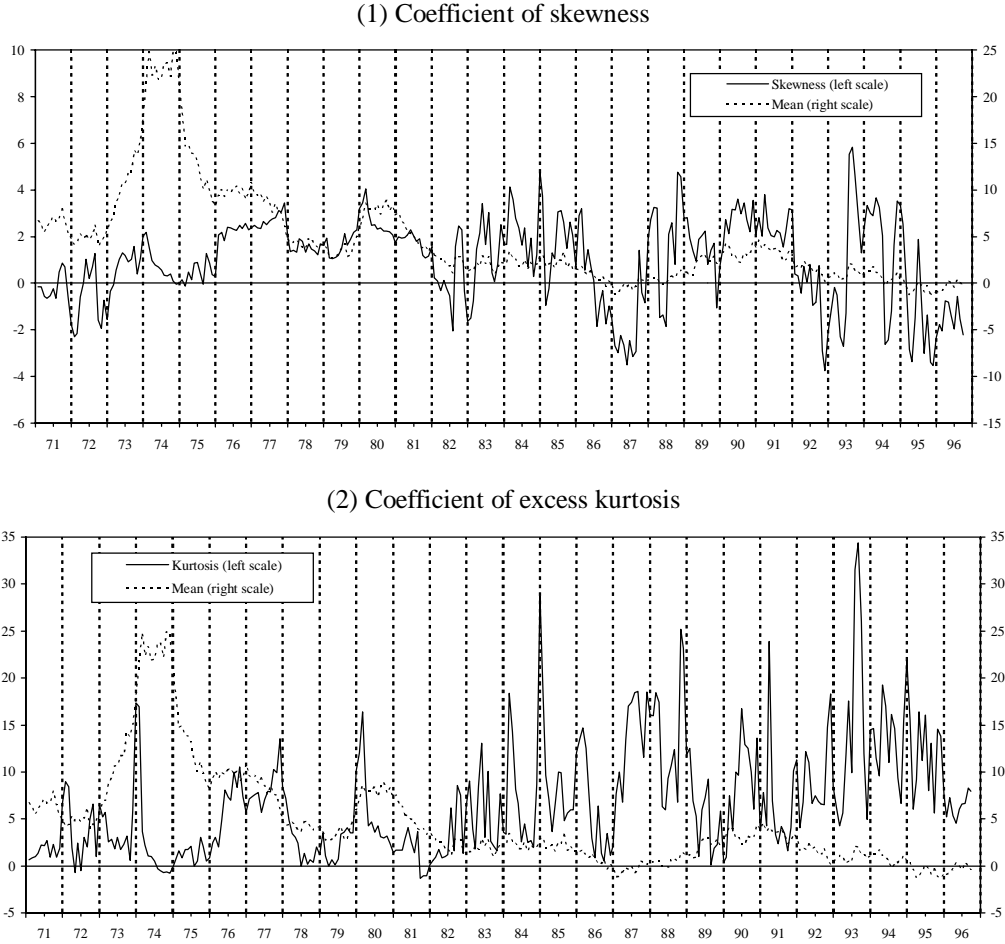 (1) Coefficient of skewness
10 25
Skewness (left scale)
Mean (right scale)
8 20
6 15
4 10
2 5
0 0
-2 -5
-4 -10
-6 -15
71 72 73 74 75 76 77 78 79 80 81 82 83 84 85 86 87 88 89 90 91 92 93 94 95 96
(2) Coefficient of excess kurtosis
35 35
Kurtosis (left scale)
Mean (right scale)
30 30
25 25
20 20
15 15
10 10
5 5
0 0
-5 -5
71 72 73 74 75 76 77 78 79 80 81 82 83 84 85 86 87 88 89 90 91 92 93 94 95 96